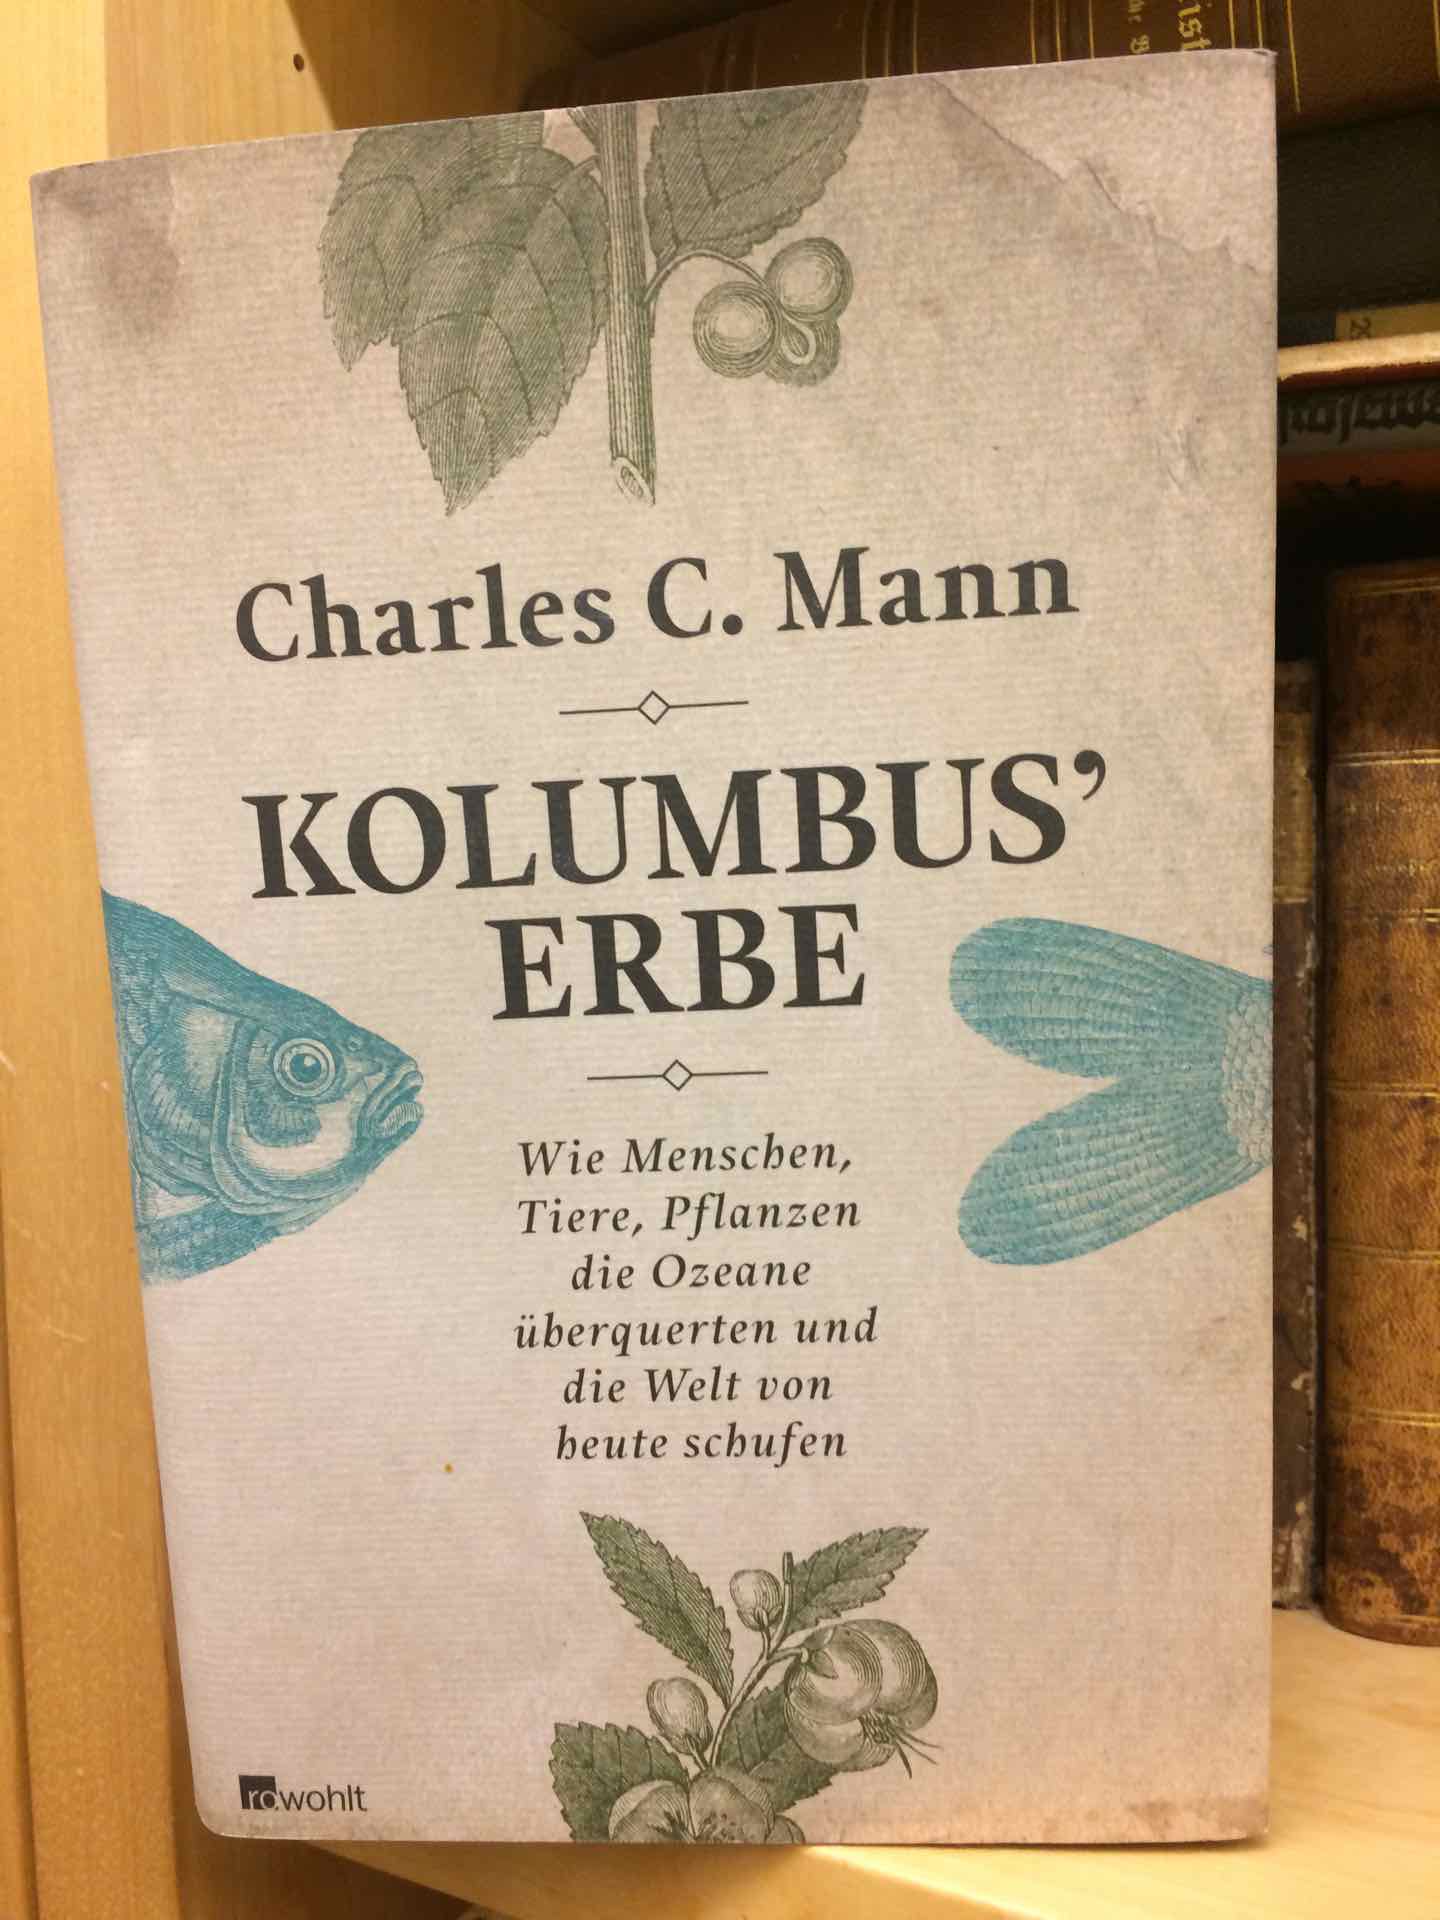 Charles C. Mann
KOLUMBUS’
ERBE
Wie Menschen,
Tiere, Pflanzen
die Ozeane
überquerten und
die Welt von
heute schufen
rowohlt